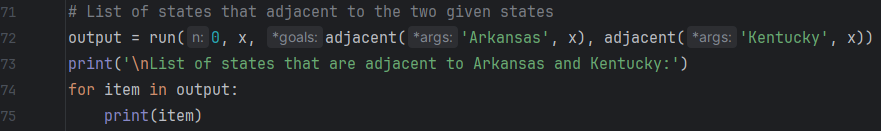 71 # List of states that adjacent to the two given states
72 output = run(n: 0, x, *goals: adjacent(*args: 'Arkansas', x), adjacent(*args: 'Kentucky', x))
73 print('\nList of states that are adjacent to Arkansas and Kentucky:')
74 for item in output:
75 print(item)